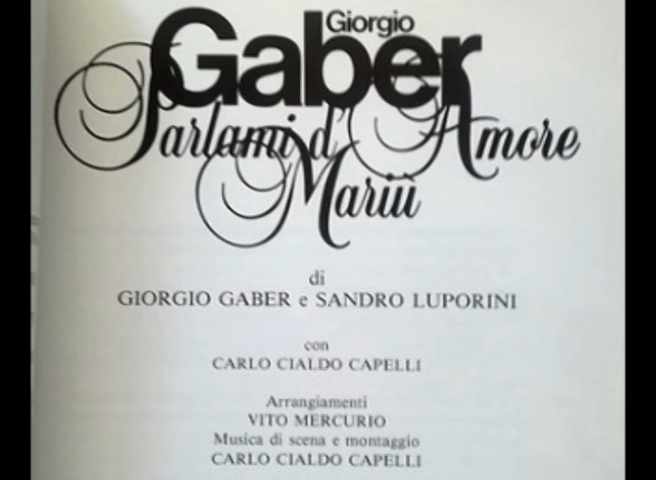 Giorgio
Gaber
Parlami d'Amore
Mariù
di
GIORGIO GABER e SANDRO LUPORINI
con
CARLO CIALDO CAPELLI
Arrangiamenti
VITO MERCURIO
Musica di scena e montaggio
CARLO CIALDO CAPELLI